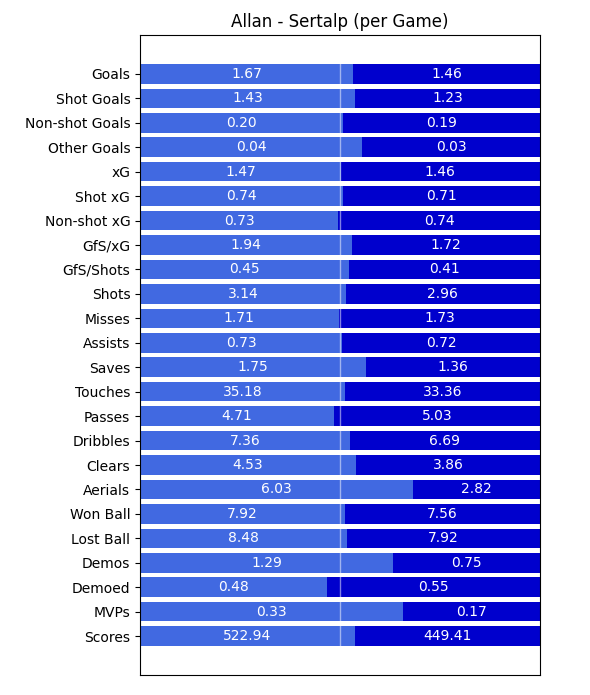 Allan - Sertalp (per Game)
Goals 1.67 1.46
Shot Goals 1.43 1.23
Non-shot Goals 0.20 0.19
Other Goals 0.04 0.03
xG 1.47 1.46
Shot xG 0.74 0.71
Non-shot xG 0.73 0.74
GfS/xG 1.94 1.72
GfS/Shots 0.45 0.41
Shots 3.14 2.96
Misses 1.71 1.73
Assists 0.73 0.72
Saves 1.75 1.36
Touches 35.18 33.36
Passes 4.71 5.03
Dribbles 7.36 6.69
Clears 4.53 3.86
Aerials 6.03 2.82
Won Ball 7.92 7.56
Lost Ball 8.48 7.92
Demos 1.29 0.75
Demoed 0.48 0.55
MVPs 0.33 0.17
Scores 522.94 449.41